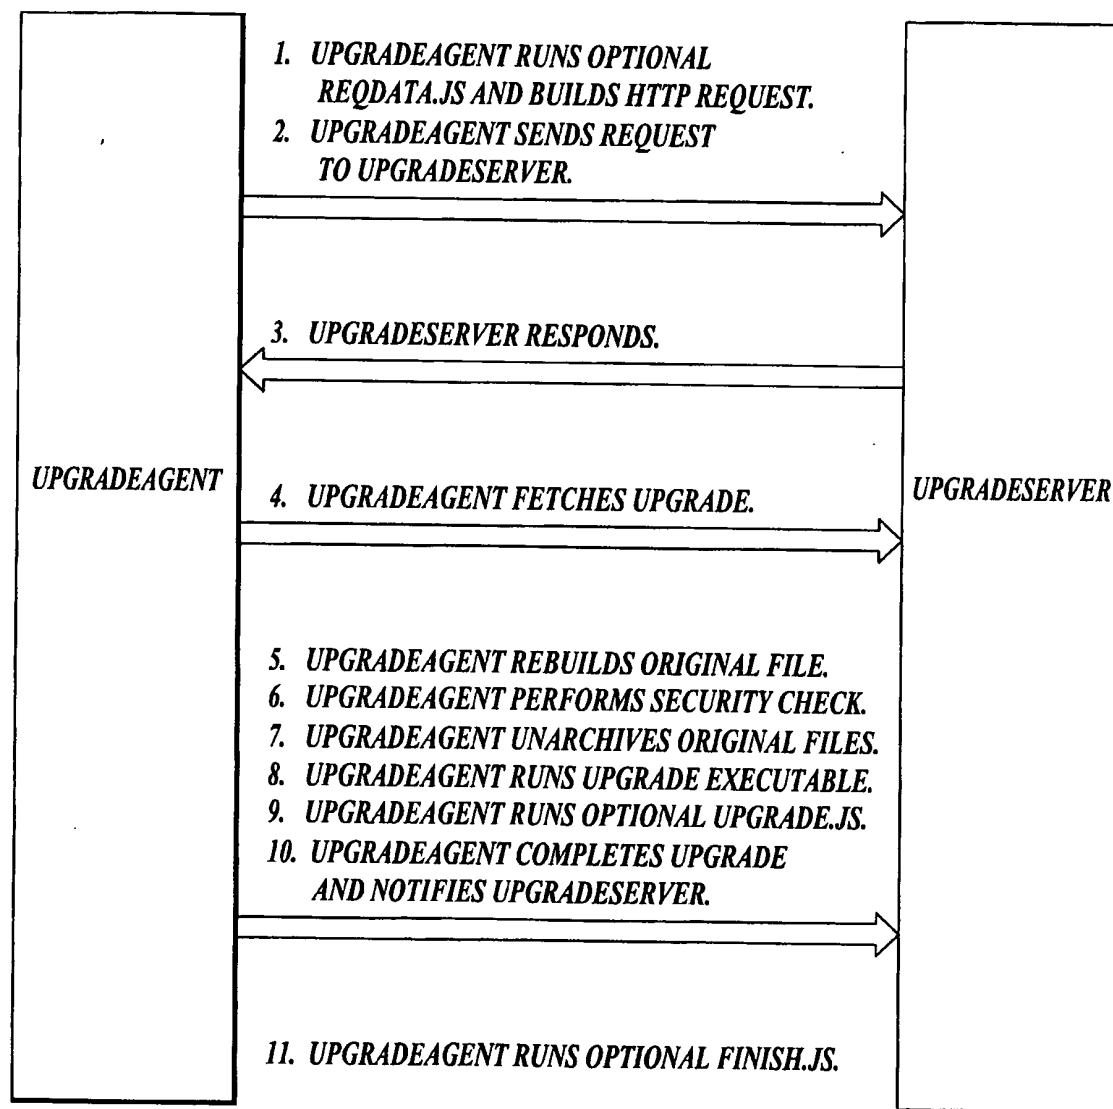 1. UPGRADEAGENT RUNS OPTIONAL
REQDATA.JS AND BUILDS HTTP REQUEST.
2. UPGRADEAGENT SENDS REQUEST
TO UPGRADESERVER.
3. UPGRADESERVER RESPONDS.
UPGRADEAGENT
4. UPGRADEAGENT FETCHES UPGRADE.
UPGRADESERVER
5. UPGRADEAGENT REBUILDS ORIGINAL FILE.
6. UPGRADEAGENT PERFORMS SECURITY CHECK.
7. UPGRADEAGENT UNARCHIVES ORIGINAL FILES.
8. UPGRADEAGENT RUNS UPGRADE EXECUTABLE.
9. UPGRADEAGENT RUNS OPTIONAL UPGRADE.JS.
10. UPGRADEAGENT COMPLETES UPGRADE
AND NOTIFIES UPGRADESERVER.
11. UPGRADEAGENT RUNS OPTIONAL FINISH.JS.